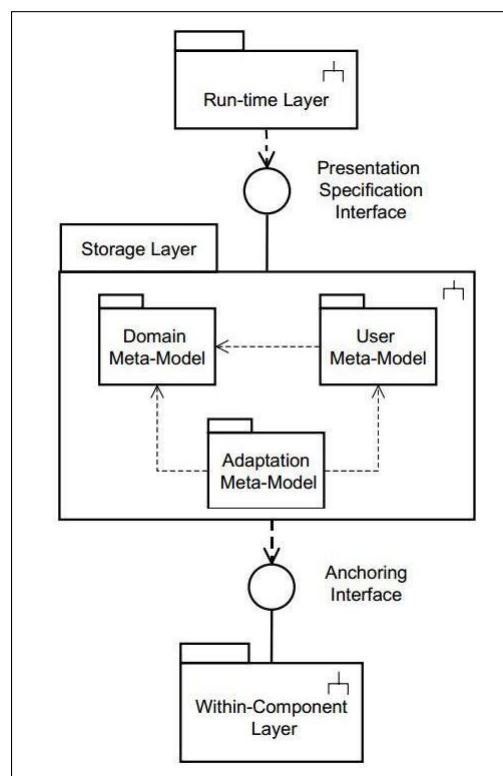 Run-time Layer
Presentation
Specification
Interface
Storage Layer
Domain
Meta-Model
User
Meta-Model
Adaptation
Meta-Model
Anchoring
Interface
Within-Component
Layer